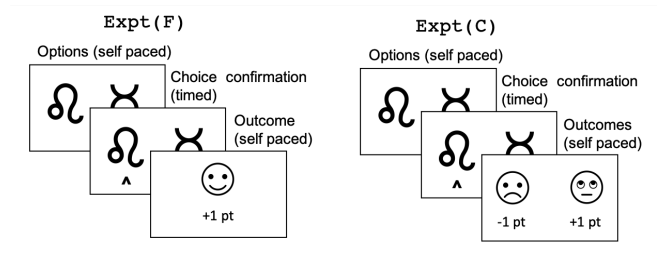 Expt(F)
Options (self paced)
Choice confirmation
(timed)
Outcome
(self paced)
^
+1 pt
Expt(C)
Options (self paced)
Choice confirmation
(timed)
Outcomes
(self paced)
^
-1 pt +1 pt